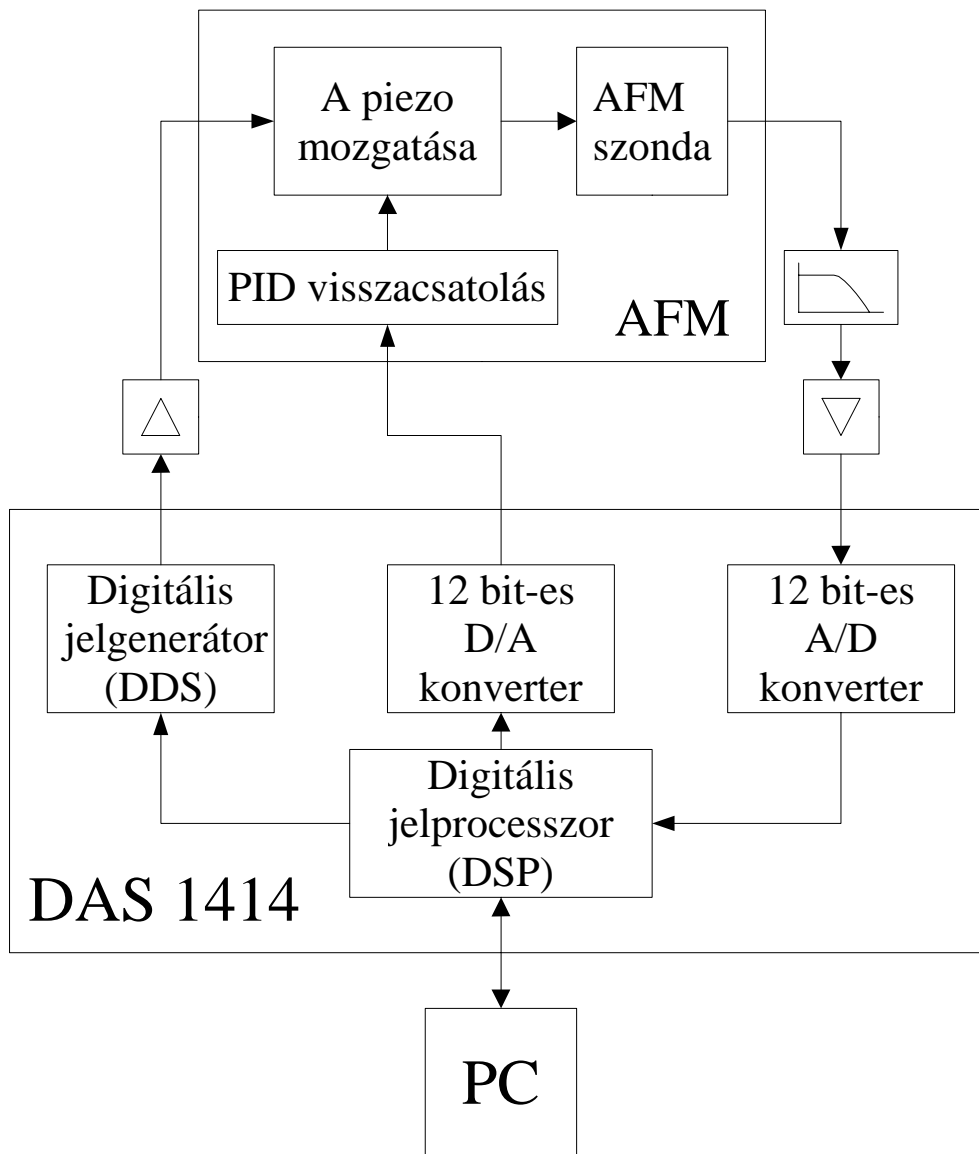 A piezo
mozgatása
AFM
szonda
PID visszacsatolás
AFM
Digitális
jelgenerátor
(DDS)
12 bit-es
D/A
konverter
12 bit-es
A/D
konverter
Digitális
jelprocesszor
(DSP)
DAS 1414
PC